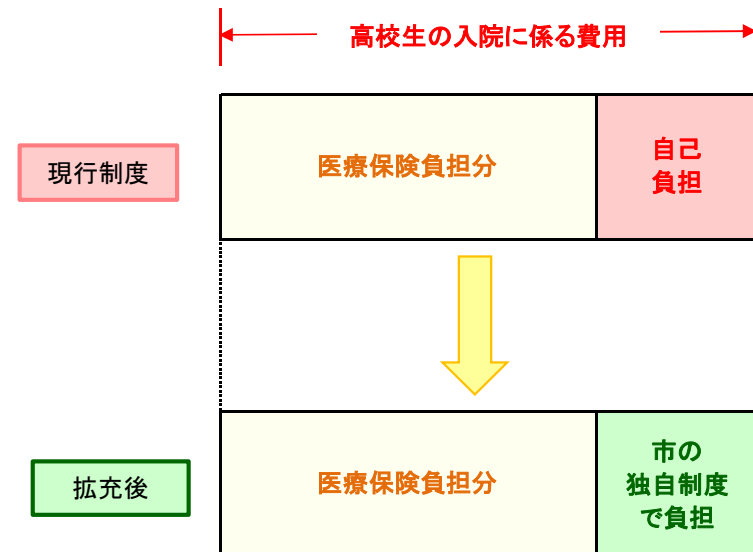 高校生の入院に係る費用
現行制度
医療保険負担分
自己
負担
拡充後
医療保険負担分
市の
独自制度
で負担